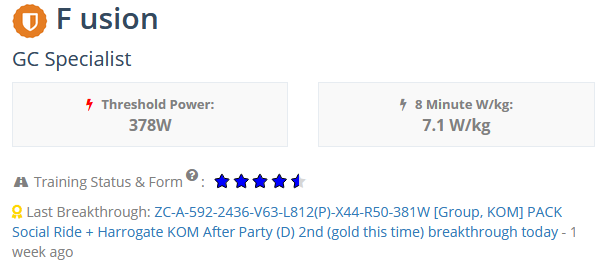 F usion
GC Specialist
Threshold Power:
378W
8 Minute W/kg:
7.1 W/kg
Training Status & Form ? :
Last Breakthrough: ZC-A-592-2436-V63-L812(P)-X44-R50-381W [Group, KOM] PACK
Social Ride + Harrogate KOM After Party (D) 2nd (gold this time) breakthrough today - 1
week ago